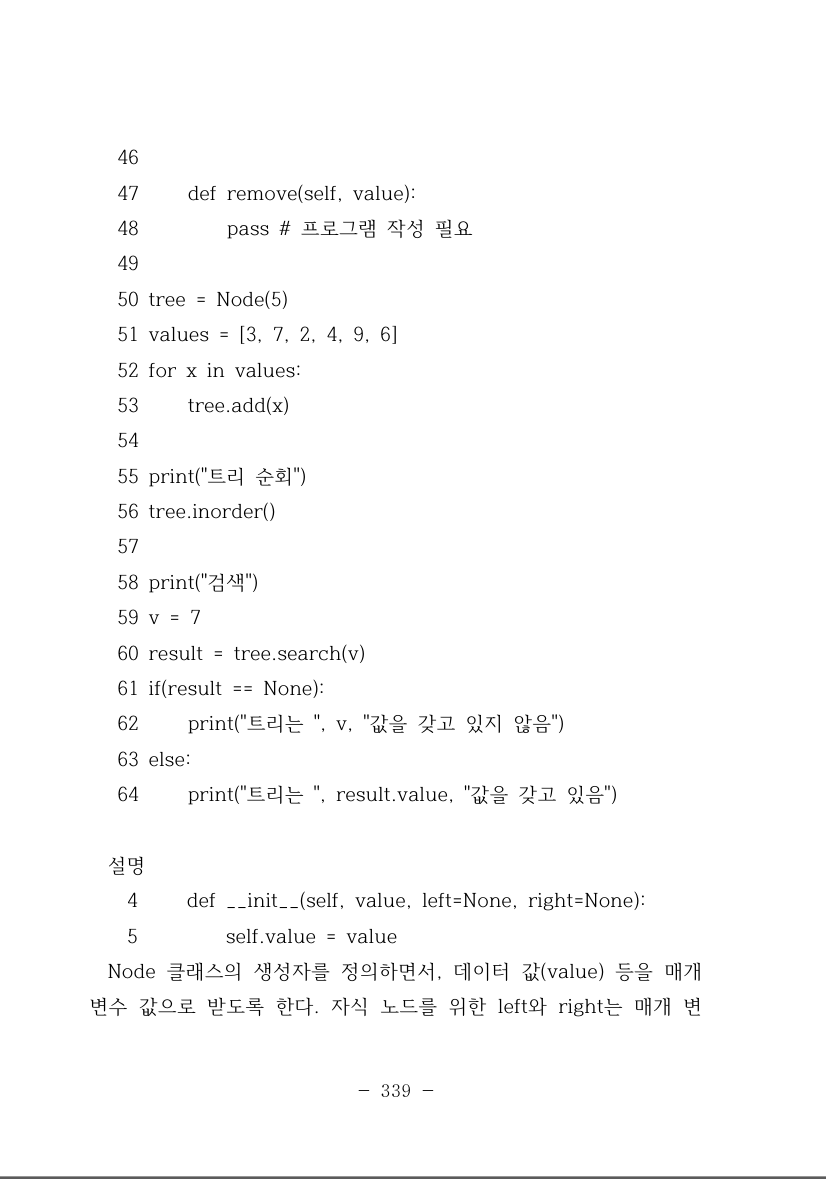 46
47     def remove(self, value):
48         pass # 프로그램 작성 필요
49
50 tree = Node(5)
51 values = [3, 7, 2, 4, 9, 6]
52 for x in values:
53     tree.add(x)
54
55 print("트리 순회")
56 tree.inorder()
57
58 print("검색")
59 v = 7
60 result = tree.search(v)
61 if(result == None):
62     print("트리는 ", v, "값을 갖고 있지 않음")
63 else:
64     print("트리는 ", result.value, "값을 갖고 있음")
설명
4     def __init__(self, value, left=None, right=None):
5         self.value = value
Node 클래스의 생성자를 정의하면서, 데이터 값(value) 등을 매개
변수 값으로 받도록 한다. 자식 노드를 위한 left와 right는 매개 변
- 339 -